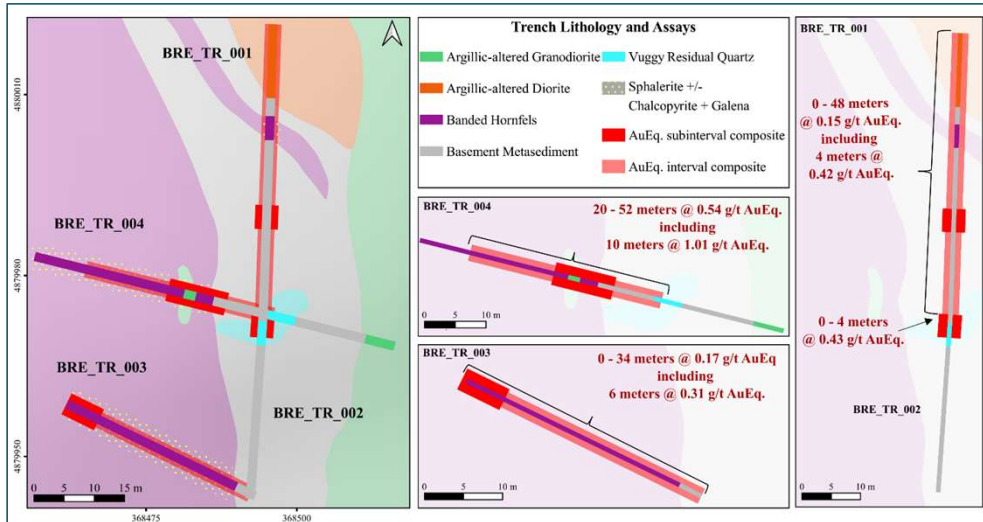 BRE_TR_001
BRE_TR_004
BRE_TR_003
BRE_TR_002
4880010
4879980
4879950
0 5 10 15 m
368475
368500
Trench Lithology and Assays
Argillic-altered Granodiorite
Argillic-altered Diorite
Banded Hornfels
Basement Metasediment
Vuggy Residual Quartz
Sphalerite +/-
Chalcopyrite + Galena
AuEq. subinterval composite
AuEq. interval composite
BRE_TR_004
20 - 52 meters @ 0.54 g/t AuEq.
including
10 meters @ 1.01 g/t AuEq.
0 5 10 m
BRE_TR_003
0 - 34 meters @ 0.17 g/t AuEq
including
6 meters @ 0.31 g/t AuEq.
0 5 10 m
BRE_TR_001
0 - 48 meters
@ 0.15 g/t AuEq.
including
4 meters @
0.42 g/t AuEq.
0 - 4 meters
@ 0.43 g/t AuEq.
BRE_TR_002
0 5 10 m